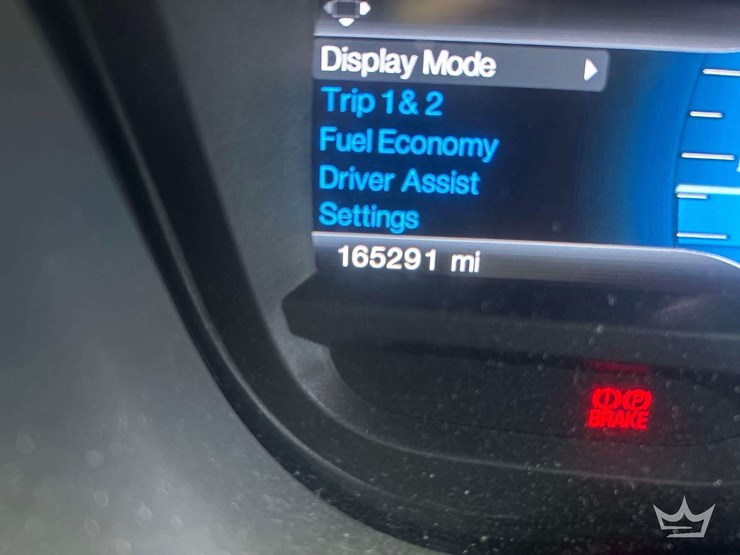 Display Mode
Trip 1 & 2
Fuel Economy
Driver Assist
Settings
165291 mi
BRAKE